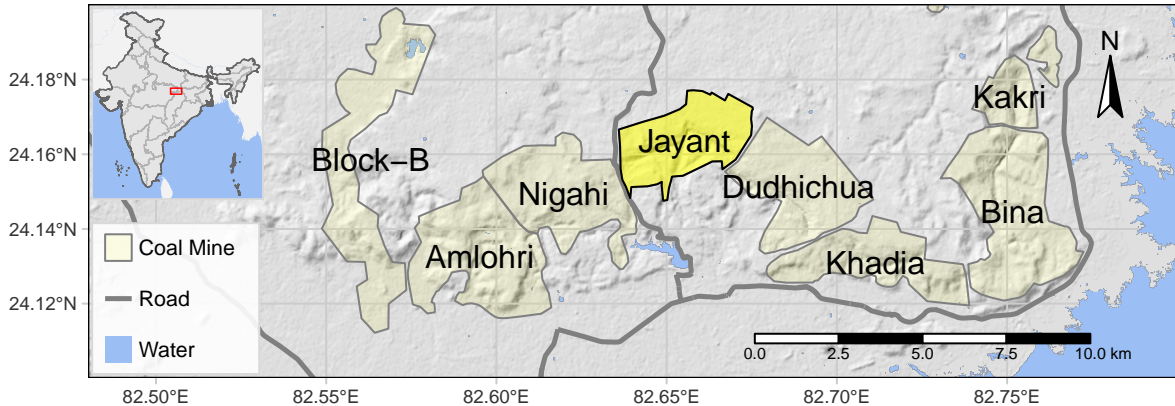 24.18°N
24.16°N
24.14°N
24.12°N
N
Kakri
Jayant
Block−B
Nigahi
Dudhichua
Bina
Amlohri
Khadia
Coal Mine
Road
Water
0.0 2.5 5.0 7.5 10.0 km
82.50°E 82.55°E 82.60°E 82.65°E 82.70°E 82.75°E